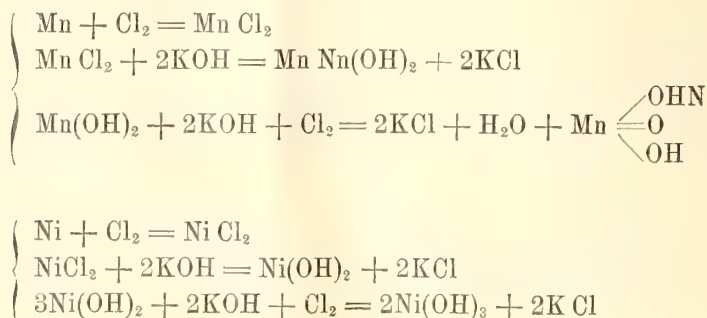 Mn + Cl₂ = Mn Cl₂
Mn Cl₂ + 2KOH = Mn Nn(OH)₂ + 2KCl
OHN
Mn(OH)₂ + 2KOH + Cl₂ = 2KCl + H₂O + Mn = O
OH
Ni + Cl₂ = Ni Cl₂
NiCl₂ + 2KOH = Ni(OH)₂ + 2KCl
3Ni(OH)₂ + 2KOH + Cl₂ = 2Ni(OH)₃ + 2K Cl